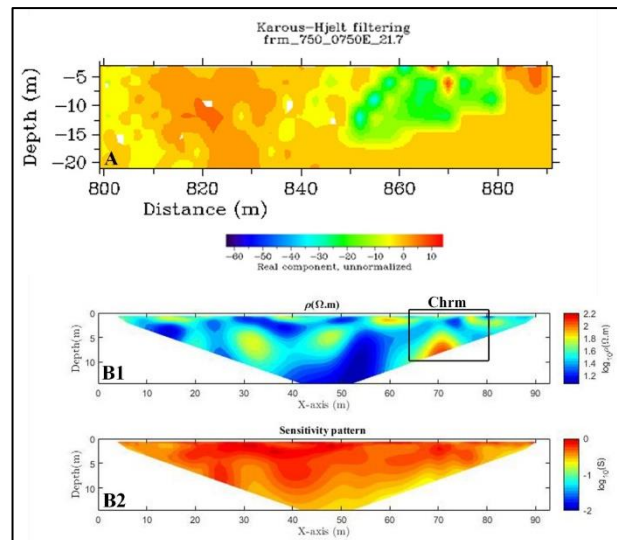 Karous-Hjelt filtering
frm_750_0750E_21.7
Depth (m)
-5
-10
-15
-20
A
800 820 840 860 880
Distance (m)
-60 -50 -40 -30 -20 -10 0 10
Real component, unnormalized
ρ(Ω.m)
Chrm
Depth(m)
0
5
10
B1
0 10 20 30 40 50 60 70 80 90
X-axis (m)
2.2
2
1.8
1.6
1.4
1.2
log10ρ(Ω.m)
Sensitivity pattern
Depth(m)
0
5
10
B2
0 10 20 30 40 50 60 70 80 90
X-axis (m)
0
-1
-2
log10(S)